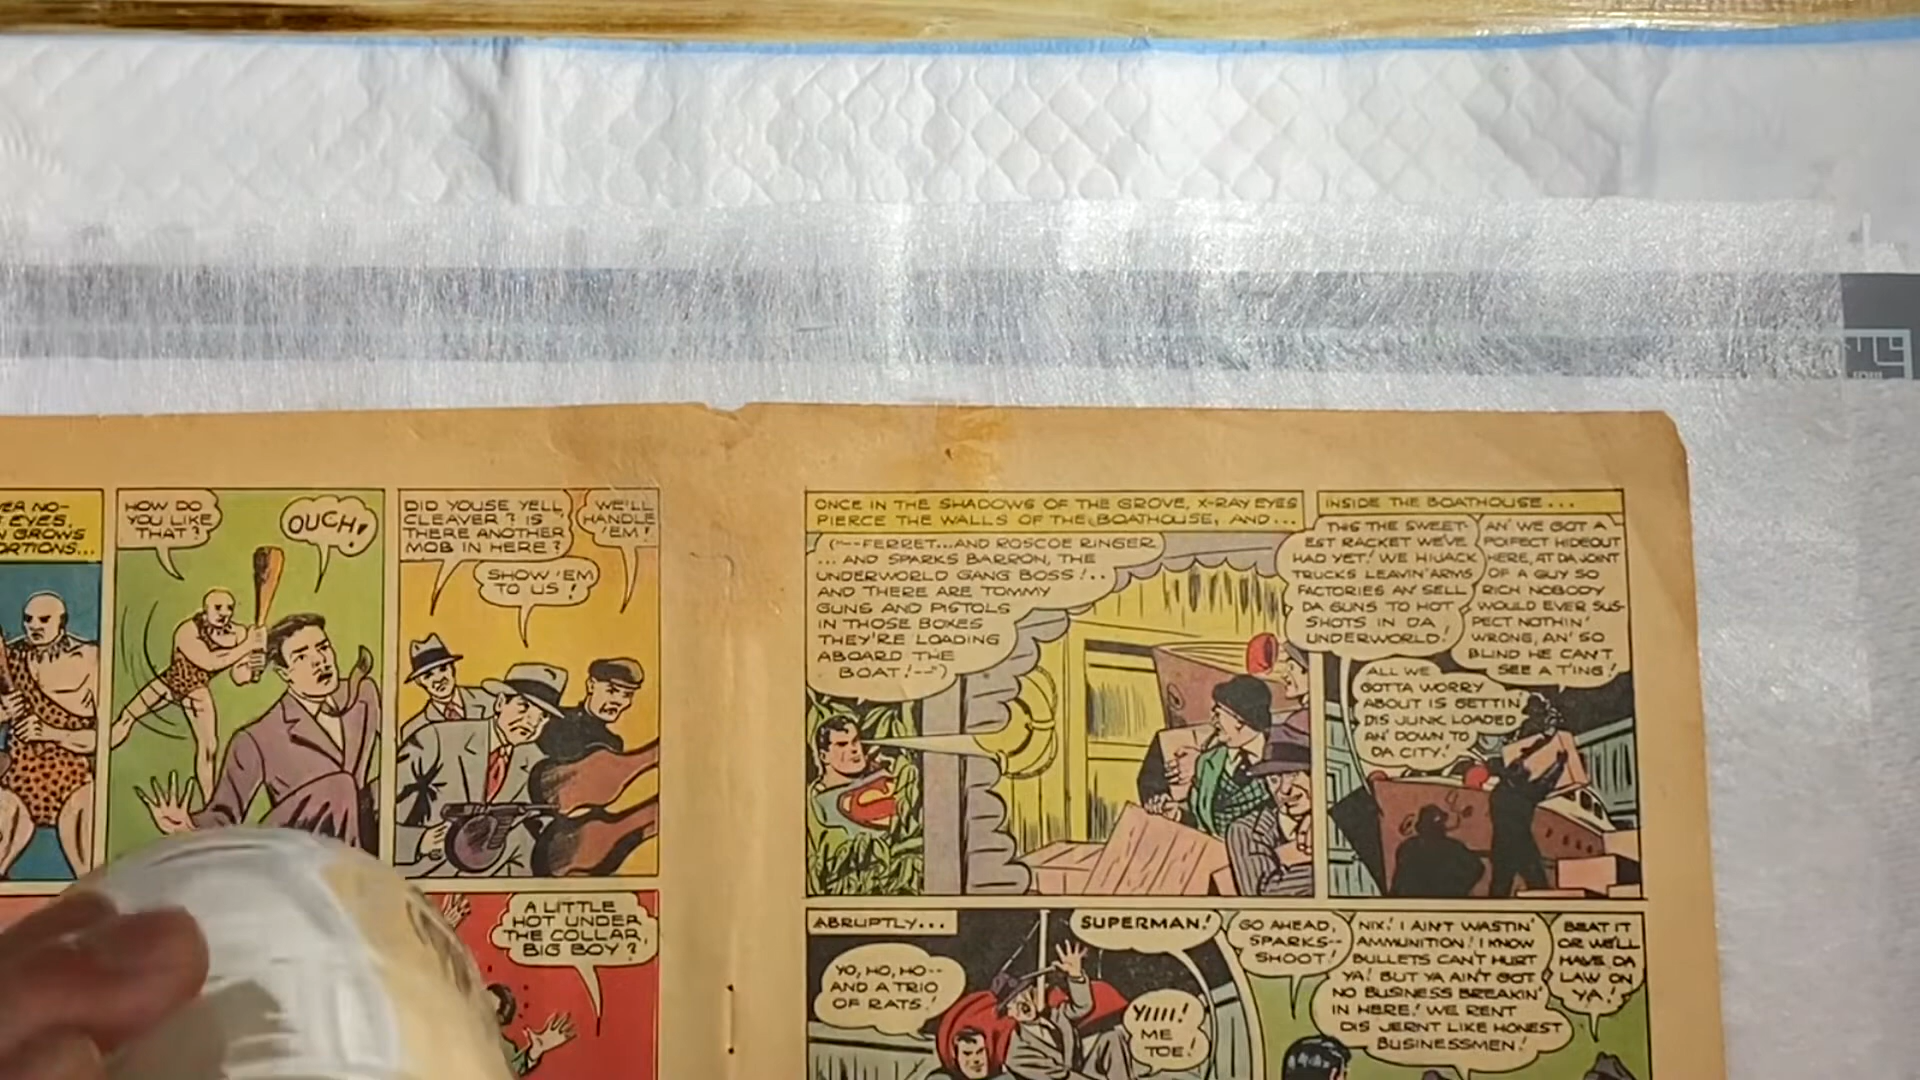 ER NO-
EYES,
GROWS
ORTIONS...
HOW DO
YOU LIKE
THAT?
OUCH!
DID YOUSE YELL,
CLEAVER? IS
THERE ANOTHER
MOB IN HERE?
WE'LL
HANDLE
'EM!
SHOW 'EM
TO US!
A LITTLE
HOT UNDER
THE COLLAR,
BIG BOY?
ONCE IN THE SHADOWS OF THE GROVE, X-RAY EYES
PIERCE THE WALLS OF THE BOATHOUSE, AND...
("--FERRET...AND ROSCOE RINGER
... AND SPARKS BARRON, THE
UNDERWORLD GANG BOSS!..
AND THERE ARE TOMMY
GUNS AND PISTOLS
IN THOSE BOXES
THEY'RE LOADING
ABOARD THE
BOAT!--")
S
INSIDE THE BOATHOUSE...
THIS THE SWEET-
EST RACKET WE'VE
HAD YET! WE HIJACK
TRUCKS LEAVIN' ARMS
FACTORIES AN' SELL
DA GUNS TO HOT
SHOTS IN DA
UNDERWORLD!
AN' WE GOT A
POIFECT HIDEOUT
HERE, AT DA JOINT
OF A GUY SO
RICH NOBODY
WOULD EVER SUS-
PECT NOTHIN'
WRONG, AN' SO
BLIND HE CAN'T
SEE A T'ING!
ALL WE
GOTTA WORRY
ABOUT IS GETTIN'
DIS JUNK LOADED
AN' DOWN TO
DA CITY!
ABRUPTLY...
SUPERMAN!
YO, HO, HO--
AND A TRIO
OF RATS!
YIIII!
ME
TOE!
GO AHEAD,
SPARKS--
SHOOT!
NIX! I AIN'T WASTIN'
AMMUNITION! I KNOW
BULLETS CAN'T HURT
YA! BUT YA AIN'T GOT
NO BUSINESS BREAKIN'
IN HERE! WE RENT
DIS JERNT LIKE HONEST
BUSINESSMEN!
BEAT IT
OR WE'LL
HAVE DA
LAW ON
YA!